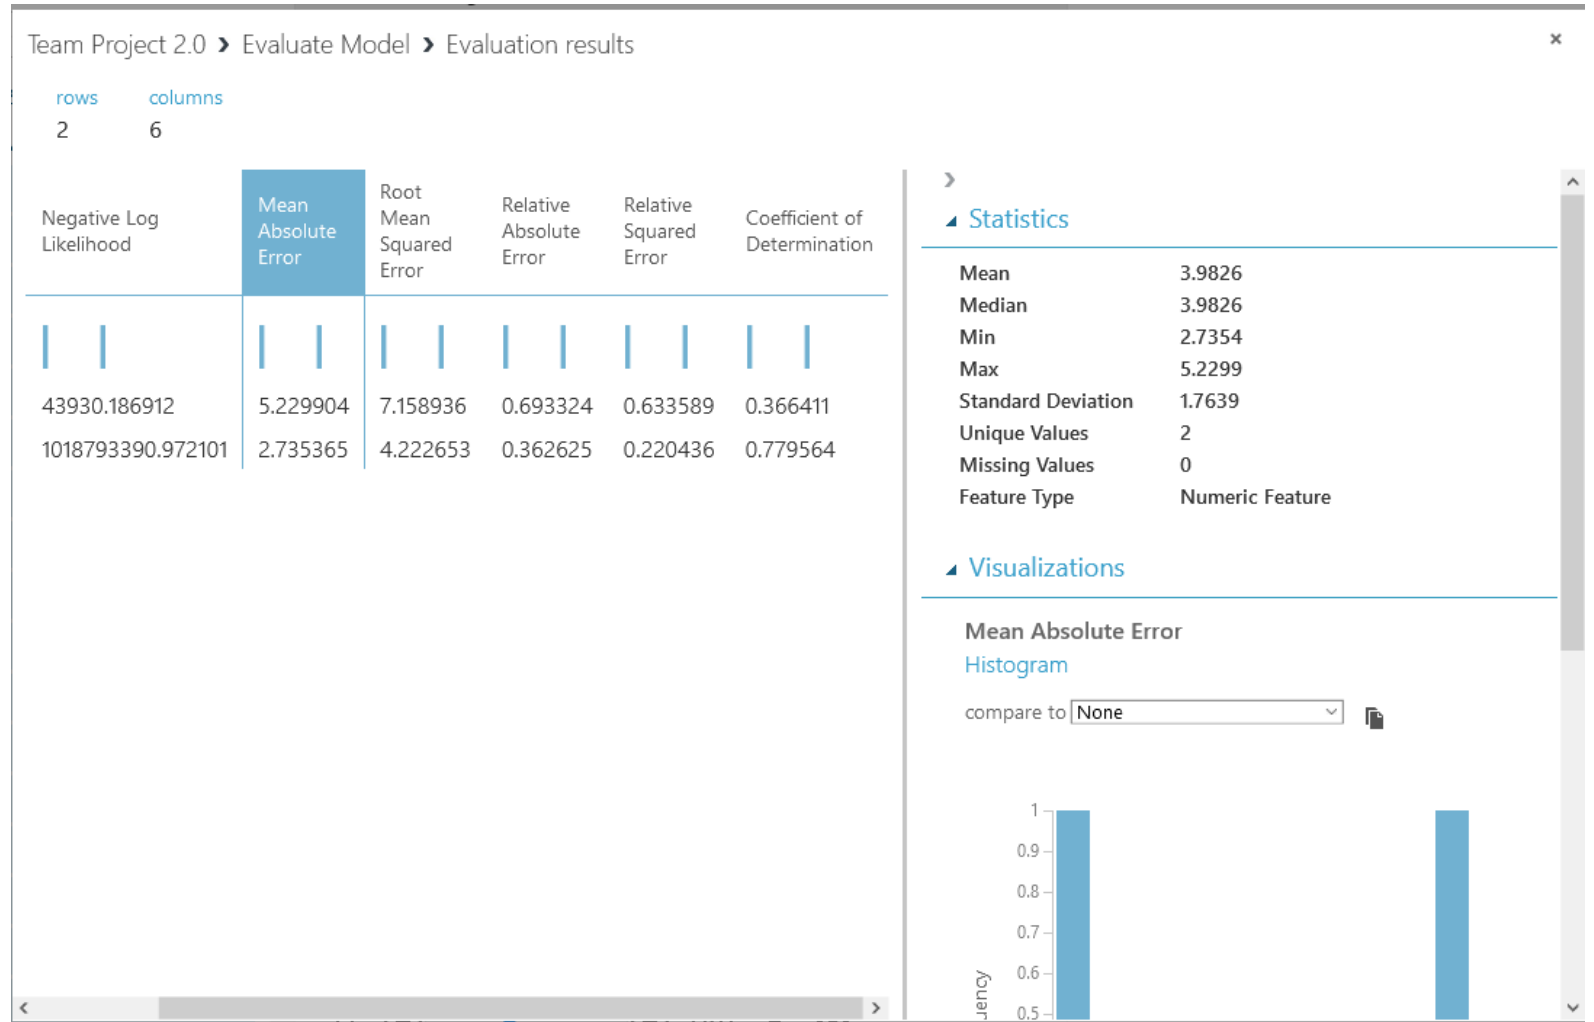 Team Project 2.0 > Evaluate Model > Evaluation results
rows columns
2 6
Negative Log Likelihood
Mean Absolute Error
Root Mean Squared Error
Relative Absolute Error
Relative Squared Error
Coefficient of Determination
43930.186912 5.229904 7.158936 0.693324 0.633589 0.366411
1018793390.972101 2.735365 4.222653 0.362625 0.220436 0.779564
Statistics
Mean 3.9826
Median 3.9826
Min 2.7354
Max 5.2299
Standard Deviation 1.7639
Unique Values 2
Missing Values 0
Feature Type Numeric Feature
Visualizations
Mean Absolute Error
Histogram
compare to None
1
0.9
0.8
0.7
0.6
0.5